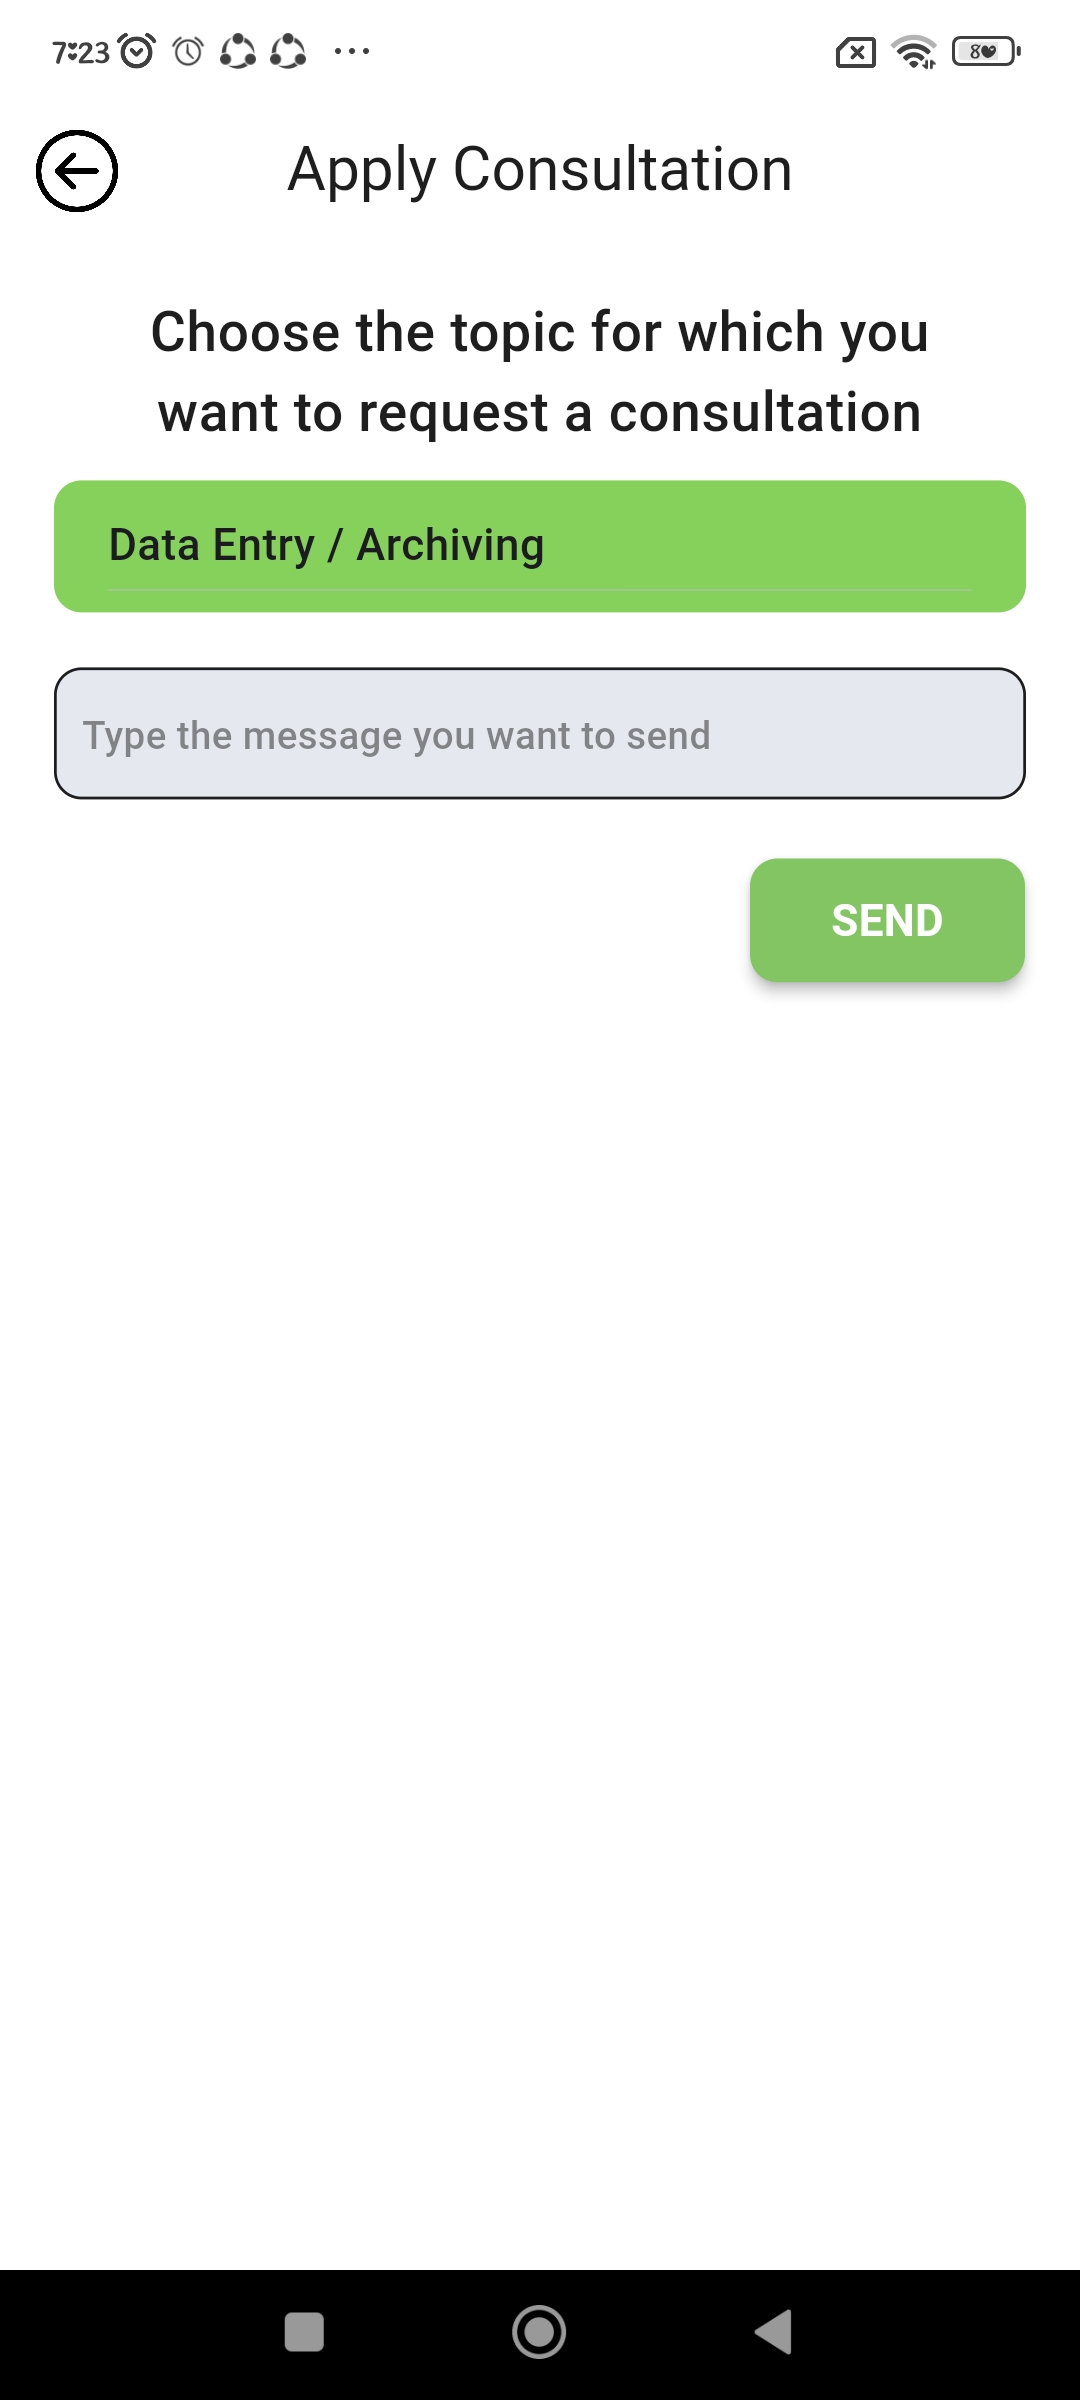 7:23
Apply Consultation
Choose the topic for which you
want to request a consultation
Data Entry / Archiving
Type the message you want to send
SEND